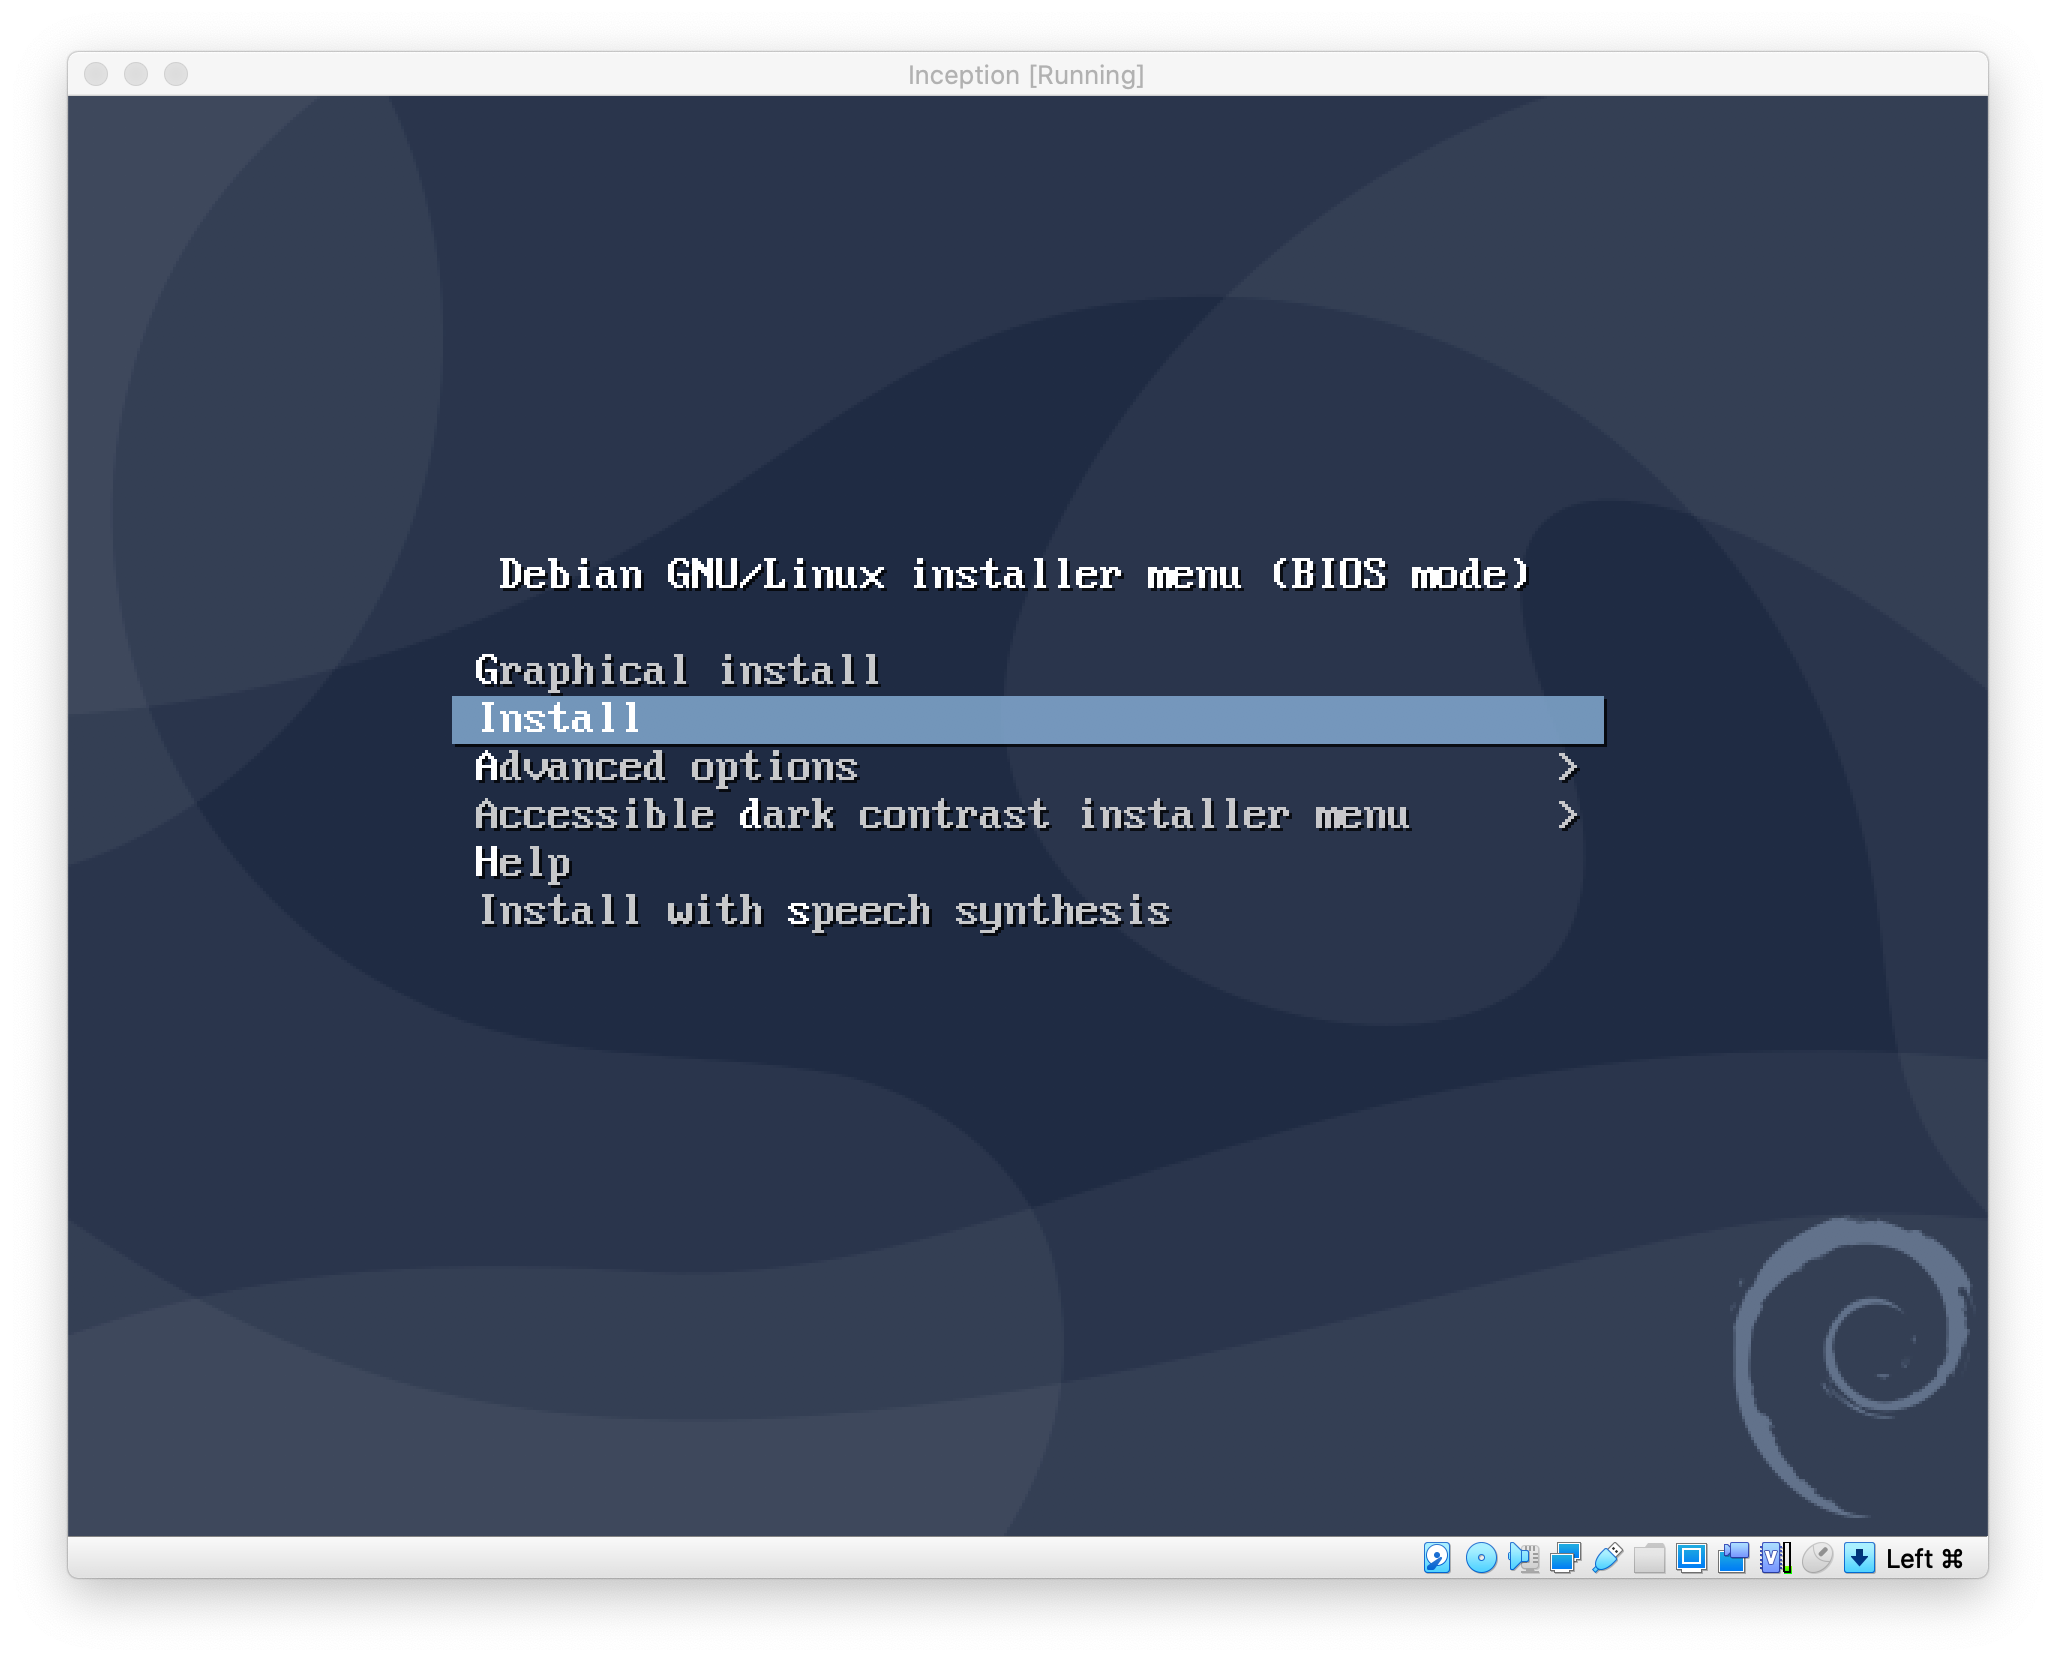 Inception [Running]
Debian GNU/Linux installer menu (BIOS mode)
Graphical install
Install
Advanced options >
Accessible dark contrast installer menu >
Help
Install with speech synthesis
Left ⌘